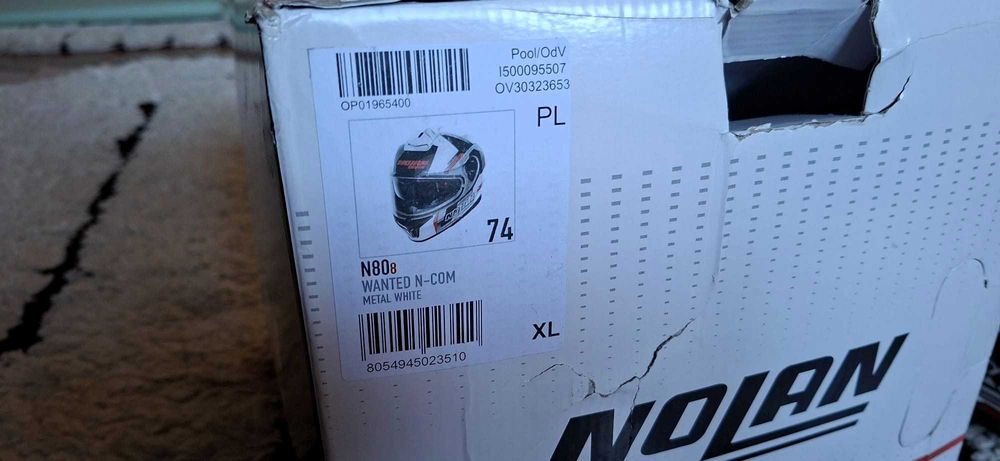 Pool/OdV
I500095507
OV30323653
OP01965400
PL
74
N808
WANTED N-COM
METAL WHITE
XL
8054945023510
NOLAN